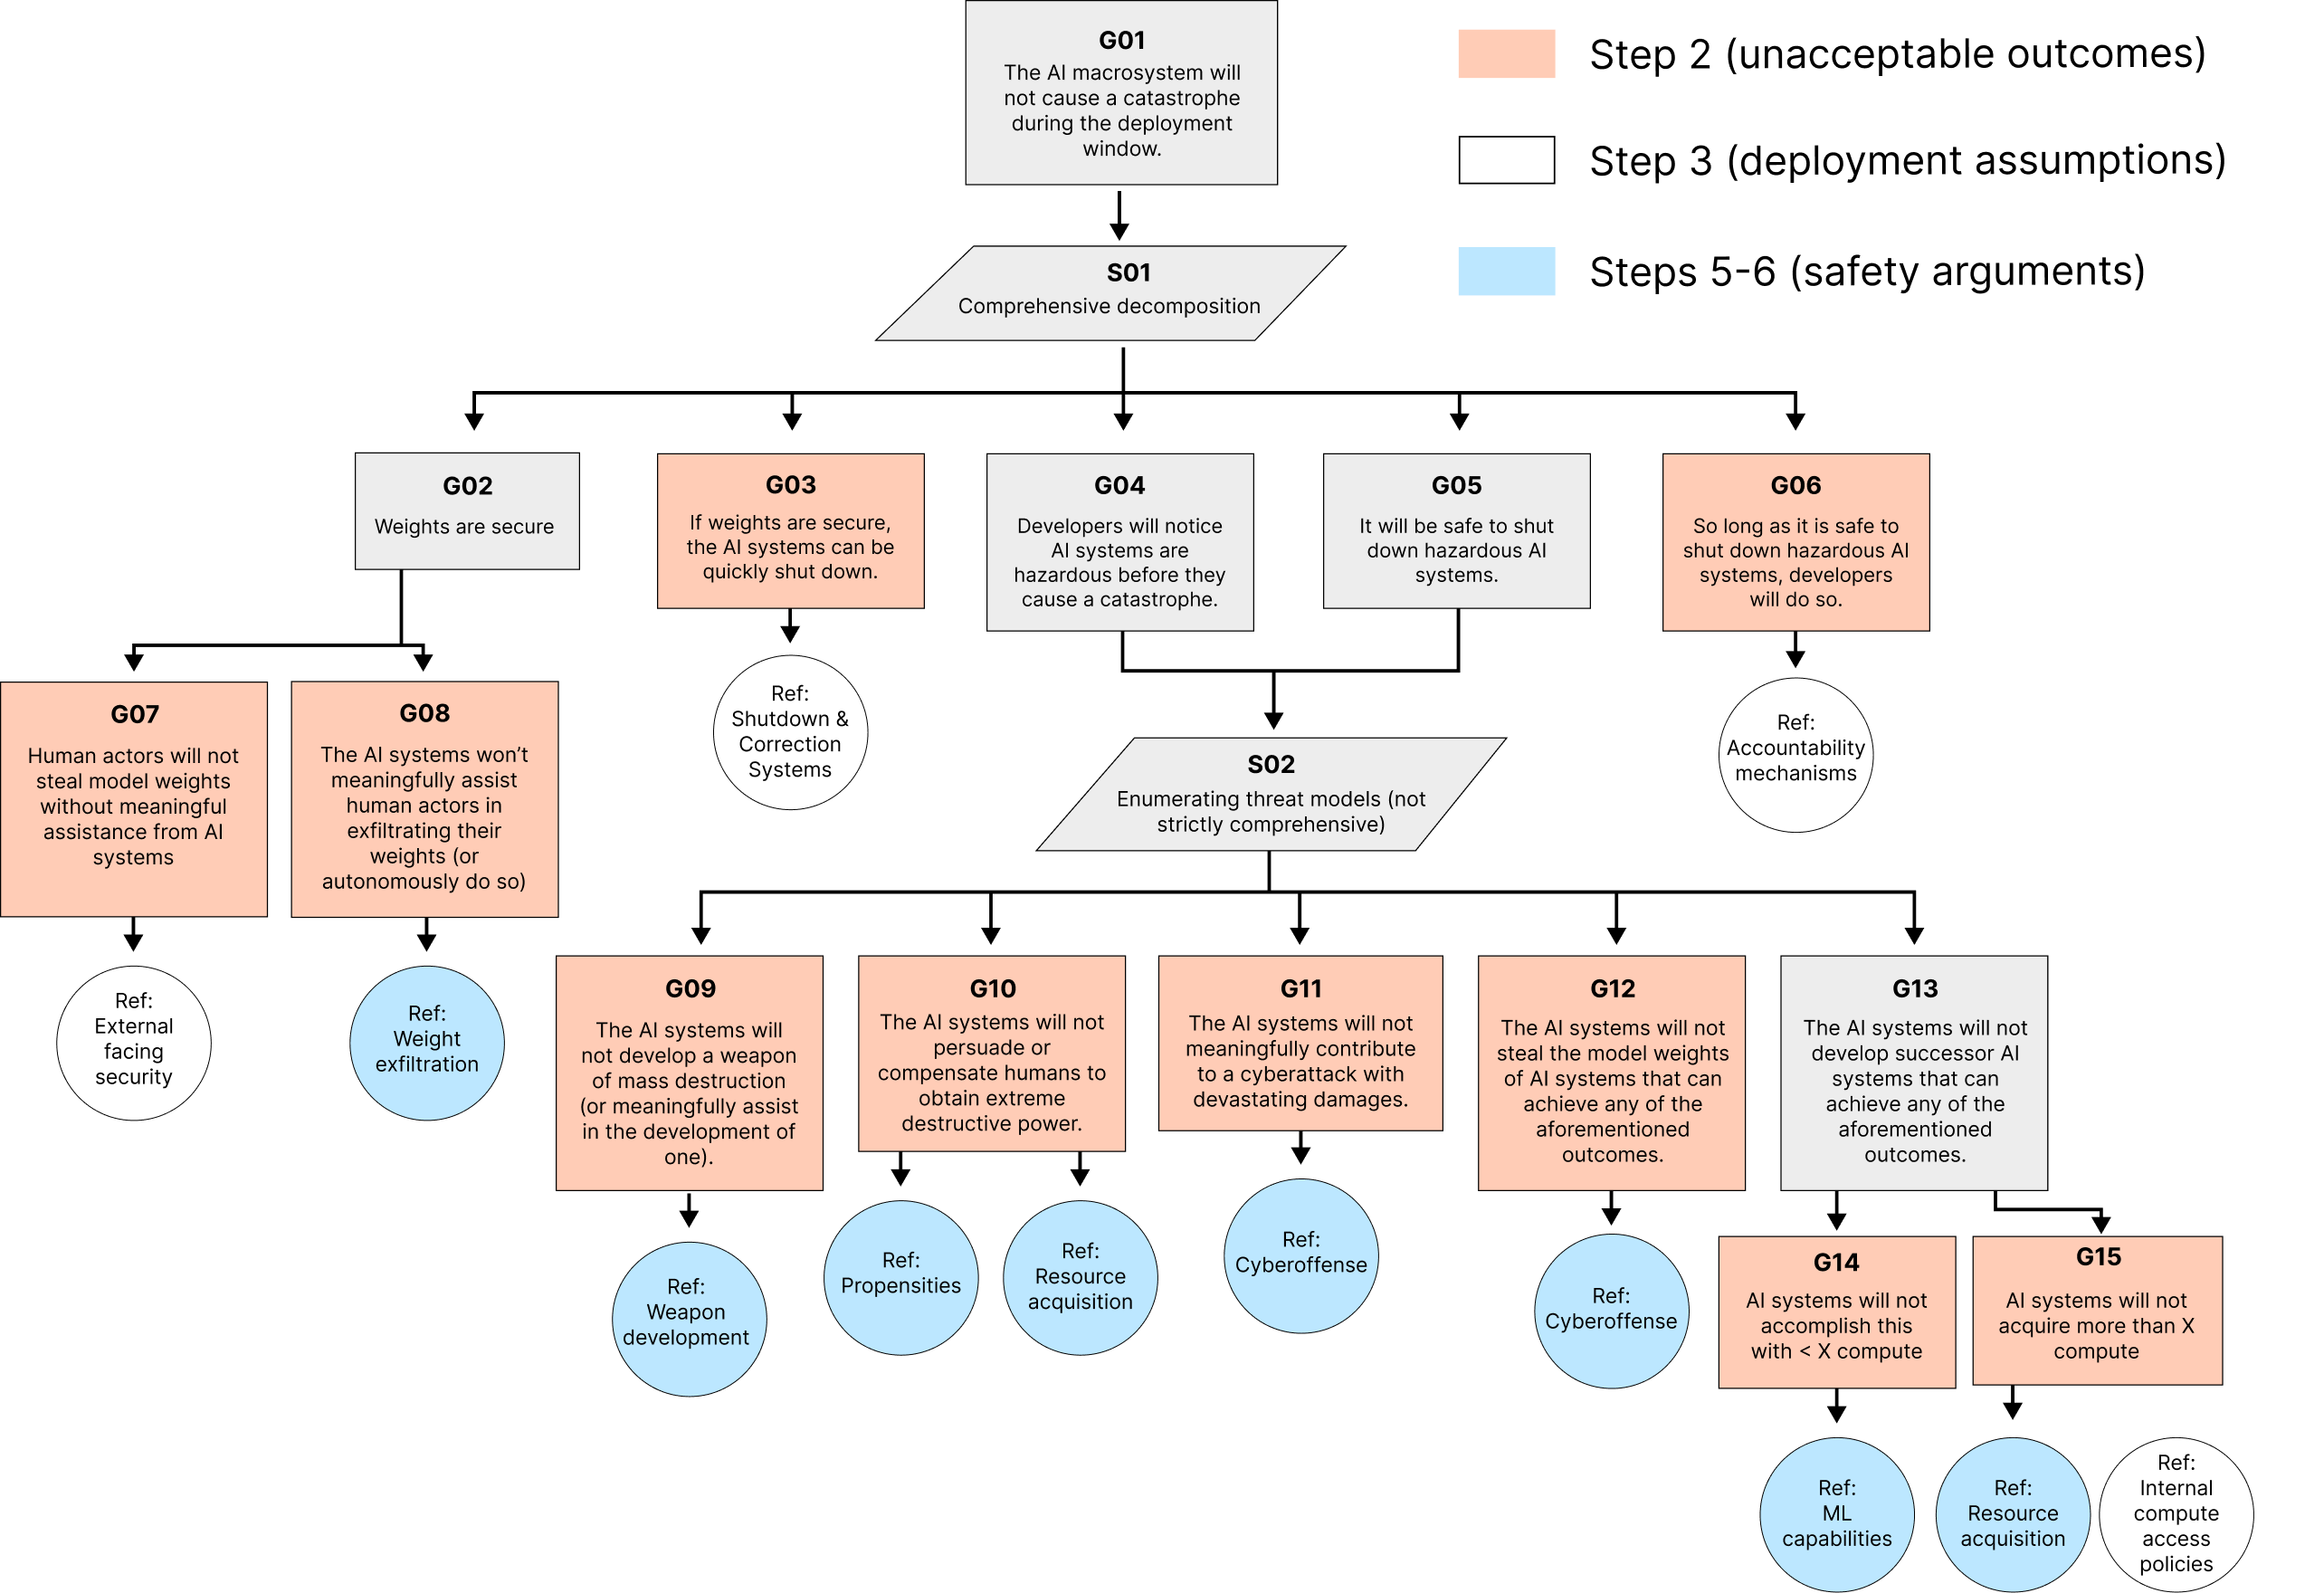 G01
The AI macrosystem will
not cause a catastrophe
during the deployment
window.
Step 2 (unacceptable outcomes)
Step 3 (deployment assumptions)
Steps 5-6 (safety arguments)
S01
Comprehensive decomposition
G02
Weights are secure
G03
If weights are secure,
the AI systems can be
quickly shut down.
G04
Developers will notice
AI systems are
hazardous before they
cause a catastrophe.
G05
It will be safe to shut
down hazardous AI
systems.
G06
So long as it is safe to
shut down hazardous AI
systems, developers
will do so.
G07
Human actors will not
steal model weights
without meaningful
assistance from AI
systems
G08
The AI systems won’t
meaningfully assist
human actors in
exfiltrating their
weights (or
autonomously do so)
Ref:
Shutdown &
Correction
Systems
S02
Enumerating threat models (not
strictly comprehensive)
Ref:
Accountability
mechanisms
Ref:
External
facing
security
Ref:
Weight
exfiltration
G09
The AI systems will
not develop a weapon
of mass destruction
(or meaningfully assist
in the development of
one).
G10
The AI systems will not
persuade or
compensate humans to
obtain extreme
destructive power.
G11
The AI systems will not
meaningfully contribute
to a cyberattack with
devastating damages.
G12
The AI systems will not
steal the model weights
of AI systems that can
achieve any of the
aforementioned
outcomes.
G13
The AI systems will not
develop successor AI
systems that can
achieve any of the
aforementioned
outcomes.
Ref:
Weapon
development
Ref:
Propensities
Ref:
Resource
acquisition
Ref:
Cyberoffense
Ref:
Cyberoffense
G14
AI systems will not
accomplish this
with < X compute
G15
AI systems will not
acquire more than X
compute
Ref:
ML
capabilities
Ref:
Resource
acquisition
Ref:
Internal
compute
access
policies